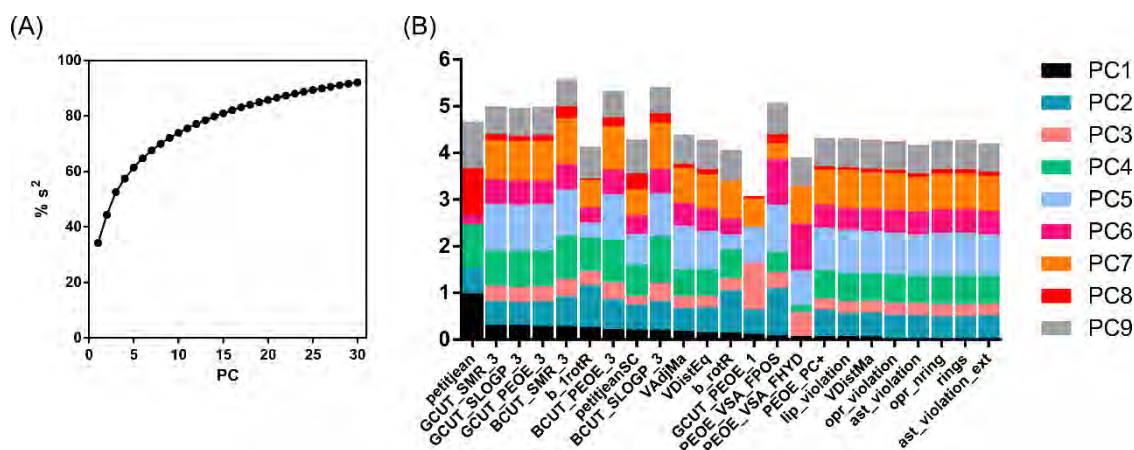 (A)
100
80
60
40
20
0
% s²
0 5 10 15 20 25 30
PC
(B)
6
5
4
3
2
1
0
petitjean
GCUT_SMR_3
GCUT_SLOGP_3
GCUT_PEOE_3
BCUT_SMR_3
b_1rotR
BCUT_PEOE_3
petitjeanSC
BCUT_SLOGP_3
VAdjMa
VDistEq
b_rotR
GCUT_PEOE_1
PEOE_VSA_FPOS
PEOE_VSA_FHYD
PEOE_PC+
lip_violation
VDistMa
opr_violation
ast_violation
opr_nring
rings
ast_violation_ext
PC1
PC2
PC3
PC4
PC5
PC6
PC7
PC8
PC9